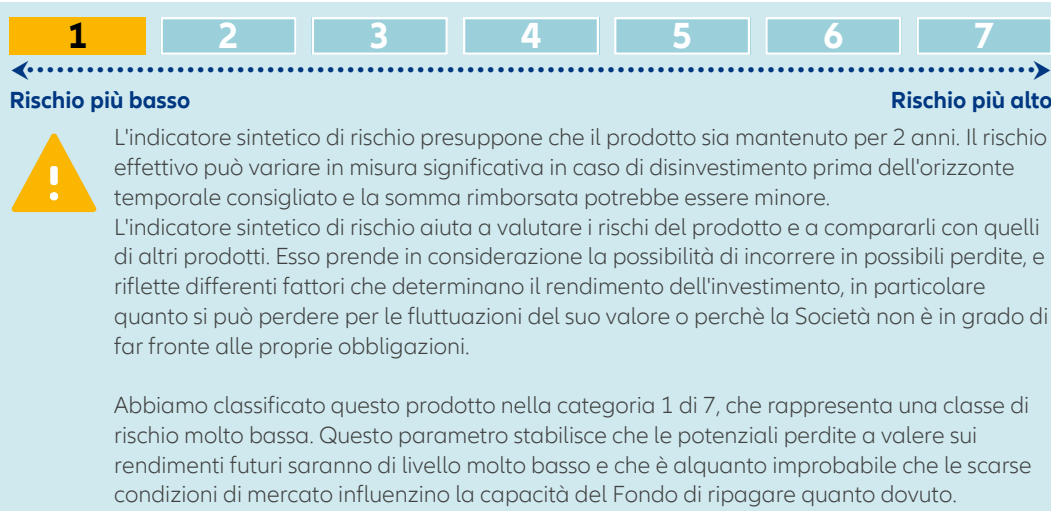 1 2 3 4 5 6 7
Rischio più basso Rischio più alto
L'indicatore sintetico di rischio presuppone che il prodotto sia mantenuto per 2 anni. Il rischio
effettivo può variare in misura significativa in caso di disinvestimento prima dell'orizzonte
temporale consigliato e la somma rimborsata potrebbe essere minore.
L'indicatore sintetico di rischio aiuta a valutare i rischi del prodotto e a compararli con quelli
di altri prodotti. Esso prende in considerazione la possibilità di incorrere in possibili perdite, e
riflette differenti fattori che determinano il rendimento dell'investimento, in particolare
quanto si può perdere per le fluttuazioni del suo valore o perchè la Società non è in grado di
far fronte alle proprie obbligazioni.
Abbiamo classificato questo prodotto nella categoria 1 di 7, che rappresenta una classe di
rischio molto bassa. Questo parametro stabilisce che le potenziali perdite a valere sui
rendimenti futuri saranno di livello molto basso e che è alquanto improbabile che le scarse
condizioni di mercato influenzino la capacità del Fondo di ripagare quanto dovuto.